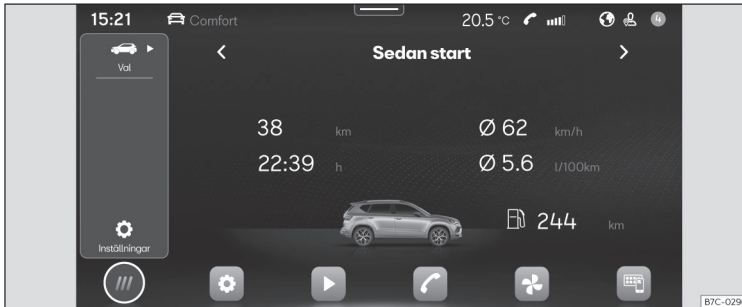 15:21 Comfort 20.5 °C 4
Val
Sedan start
38 km Ø 62 km/h
22:39 h Ø 5.6 l/100km
244 km
Inställningar
B7C-029